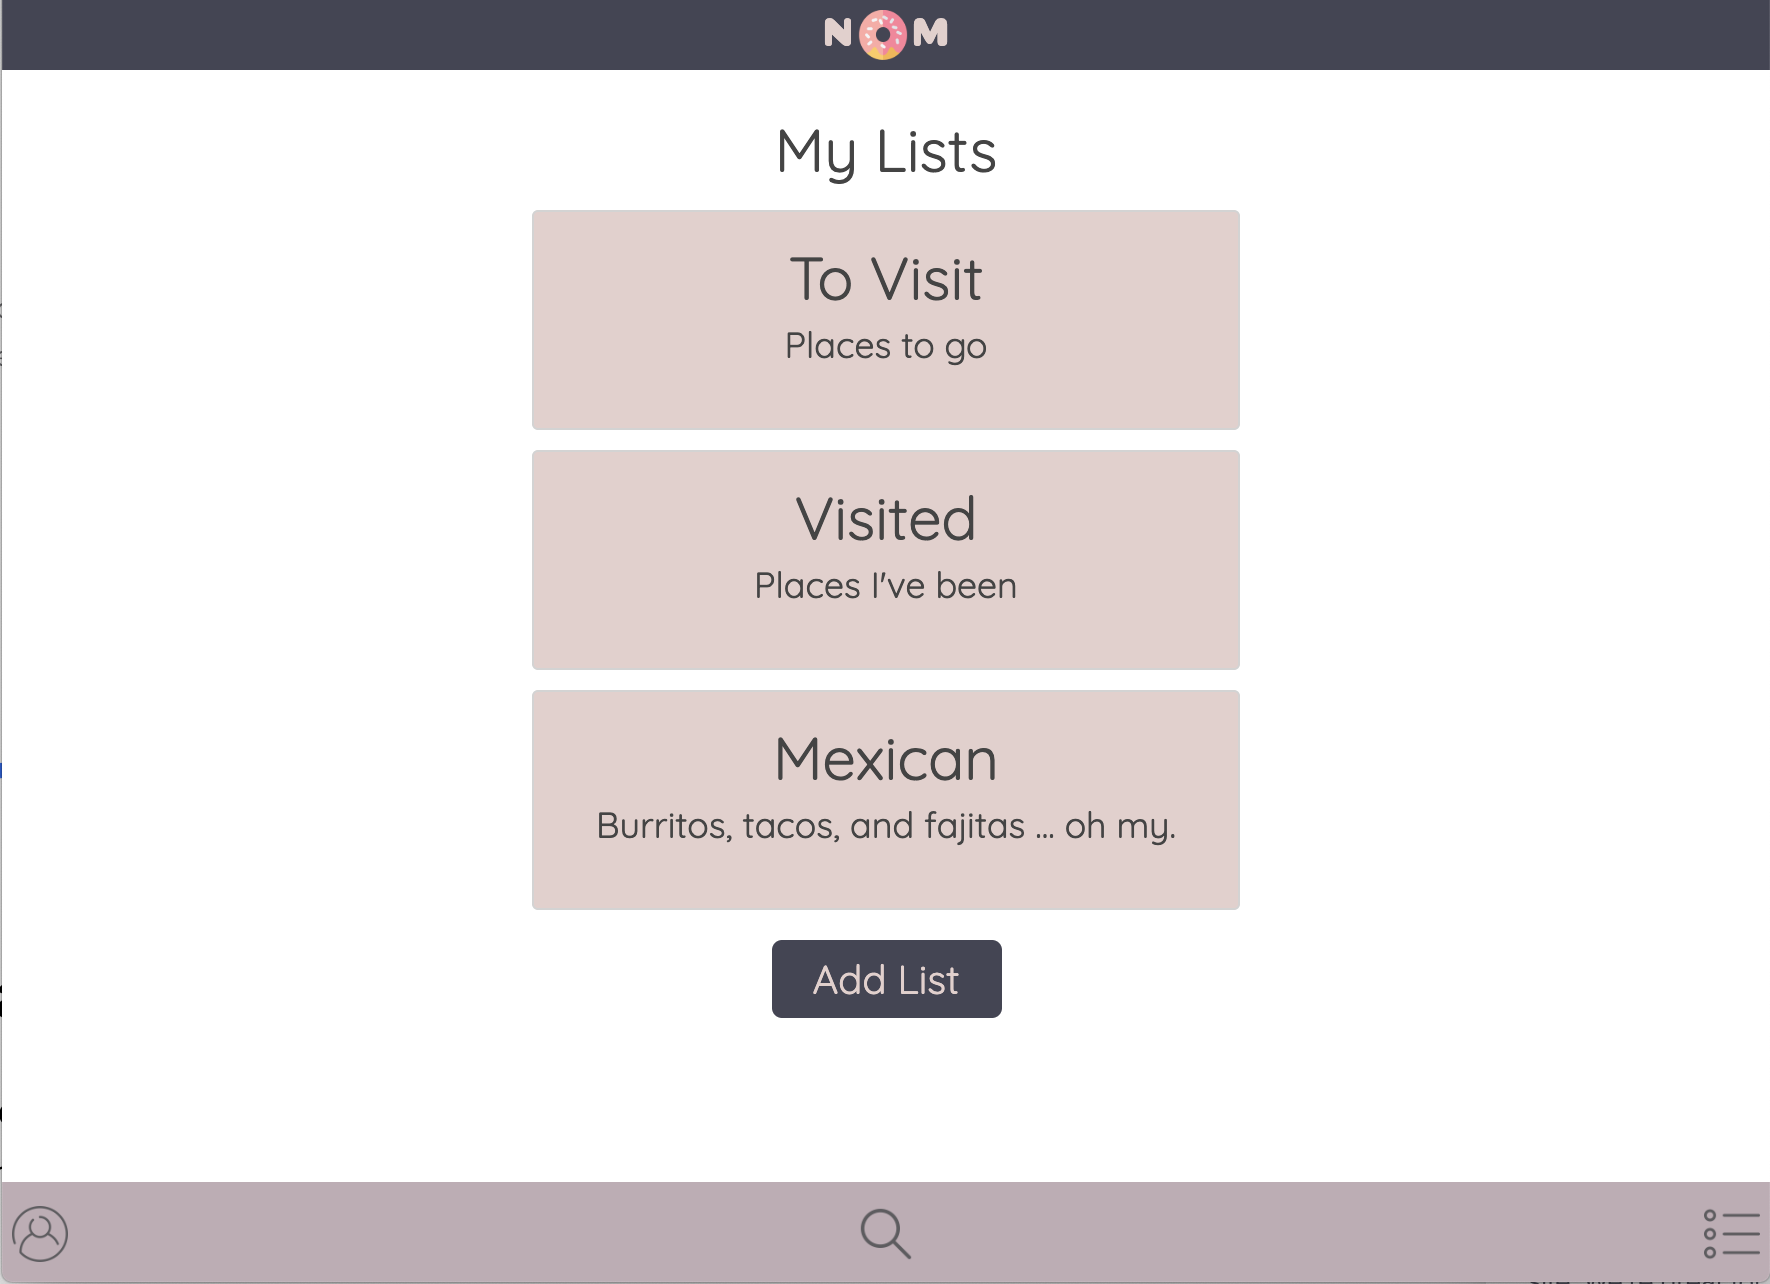 NOM
My Lists
To Visit
Places to go
Visited
Places I've been
Mexican
Burritos, tacos, and fajitas ... oh my.
Add List